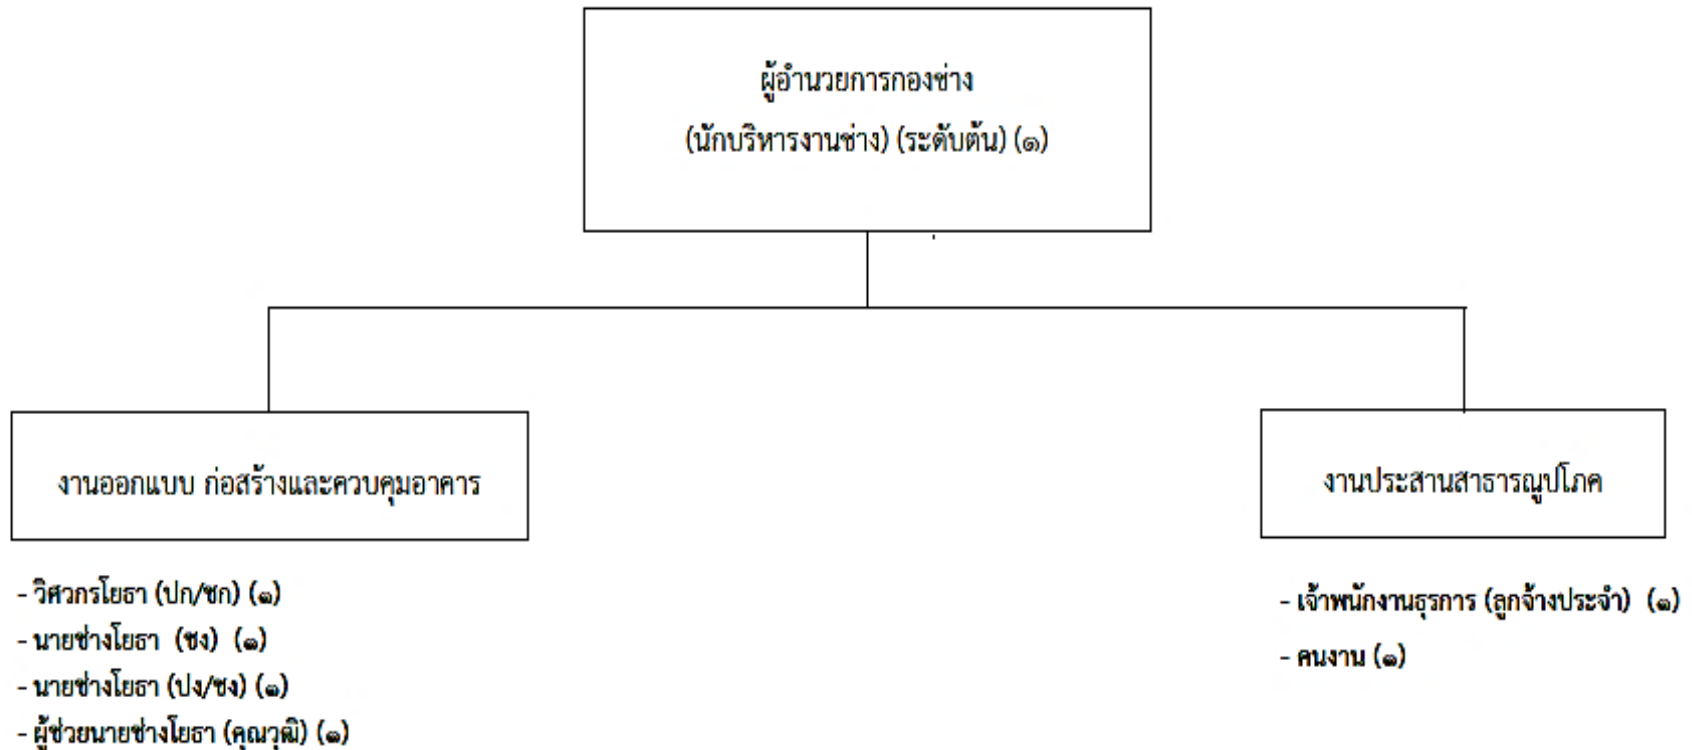 ผู้อำนวยการกองช่าง
(นักบริหารงานช่าง) (ระดับต้น) (๑)
งานออกแบบ ก่อสร้างและควบคุมอาคาร
- วิศวกรโยธา (ปก/ชก) (๑)
- นายช่างโยธา (ชง) (๑)
- นายช่างโยธา (ปง/ชง) (๑)
- ผู้ช่วยนายช่างโยธา (คุณวุฒิ) (๑)
งานประสานสาธารณูปโภค
- เจ้าพนักงานธุรการ (ลูกจ้างประจำ) (๑)
- คนงาน (๑)